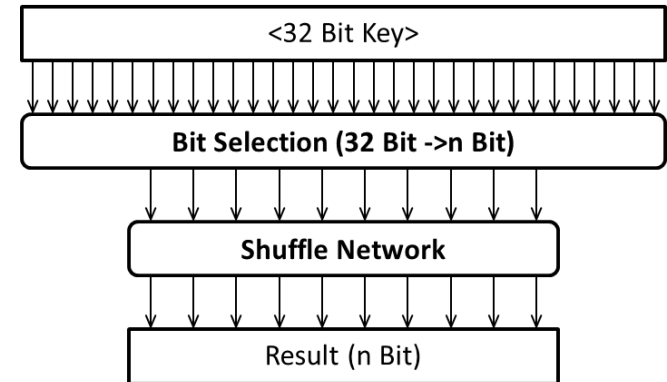 <32 Bit Key>
Bit Selection (32 Bit ->n Bit)
Shuffle Network
Result (n Bit)